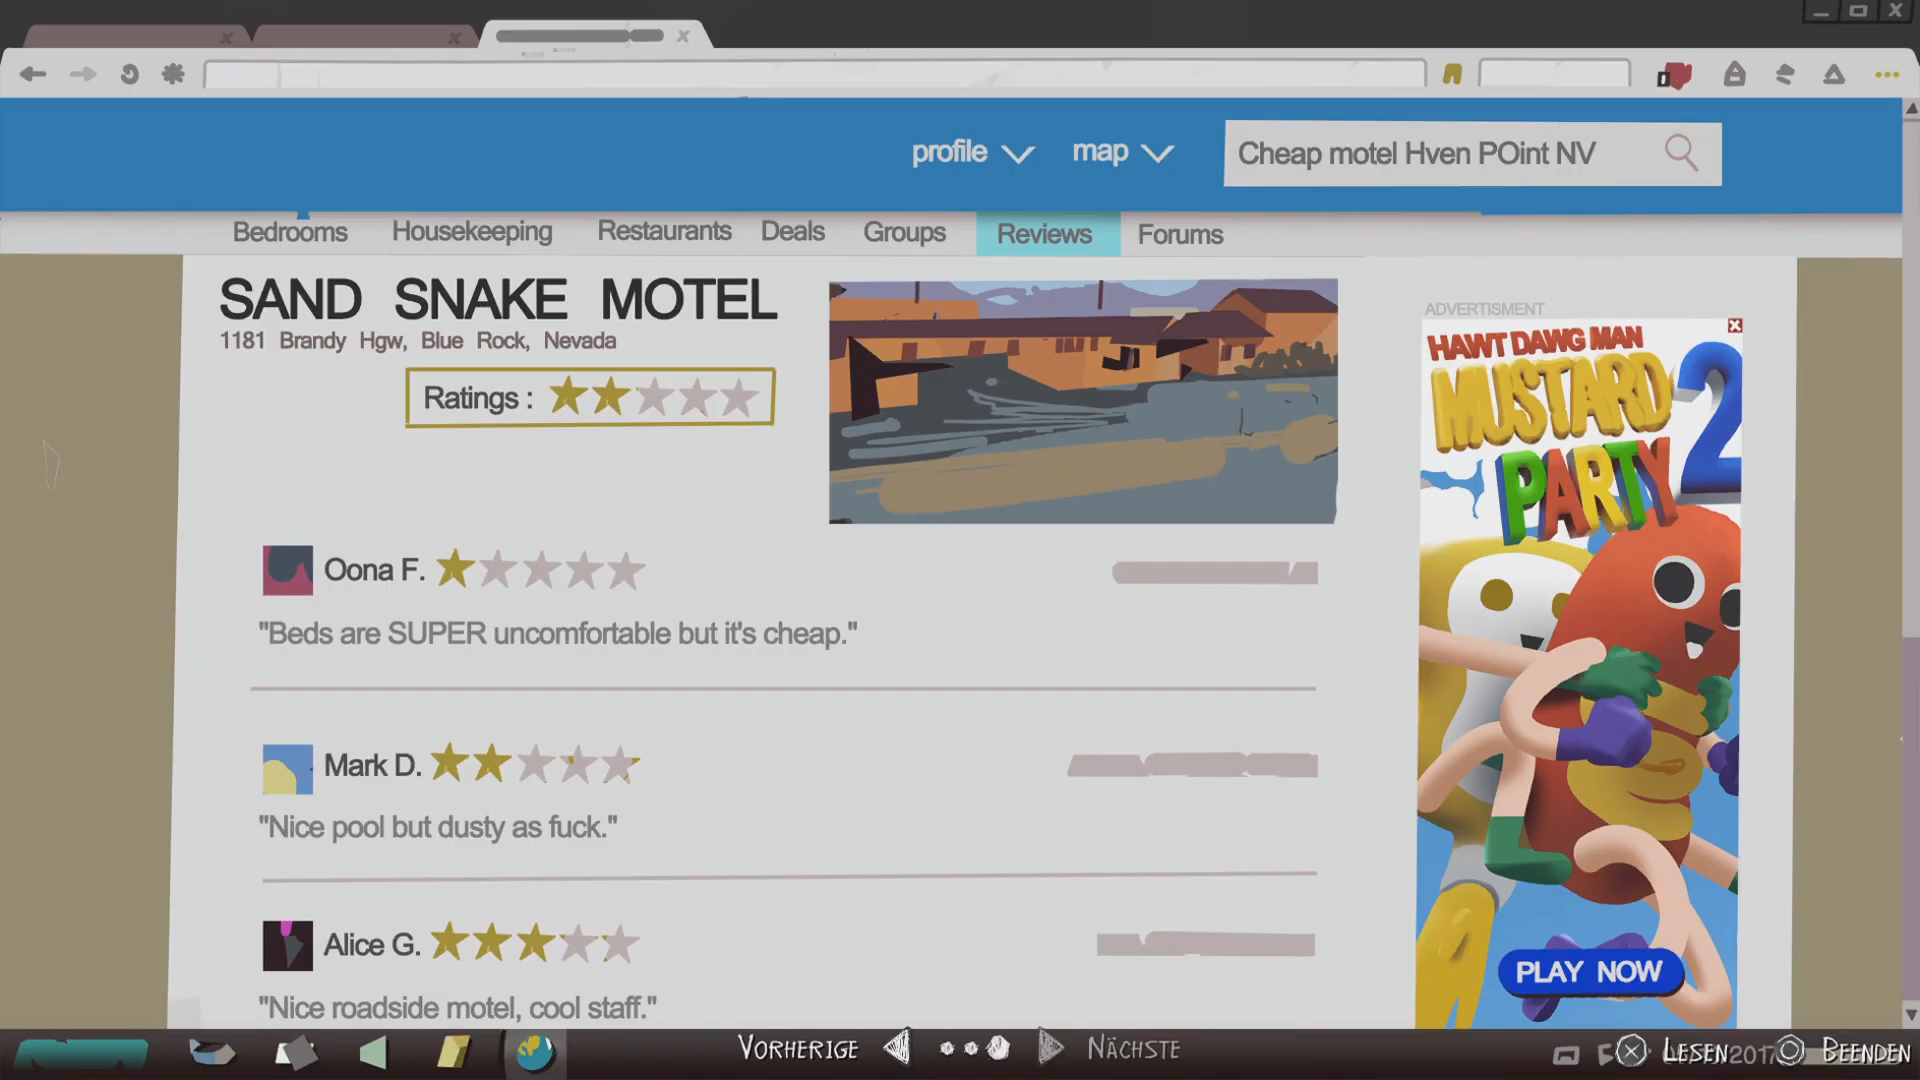 profile map Cheap motel Hven POint NV
Bedrooms Housekeeping Restaurants Deals Groups Reviews Forums
SAND SNAKE MOTEL
1181 Brandy Hgw, Blue Rock, Nevada
Ratings :
ADVERTISMENT
HAWT DAWG MAN
MUSTARD
PARTY 2
Oona F.
"Beds are SUPER uncomfortable but it's cheap."
Mark D.
"Nice pool but dusty as fuck."
Alice G.
"Nice roadside motel, cool staff."
PLAY NOW
VORHERIGE NÄCHSTE LESEN 2017 BEENDEN